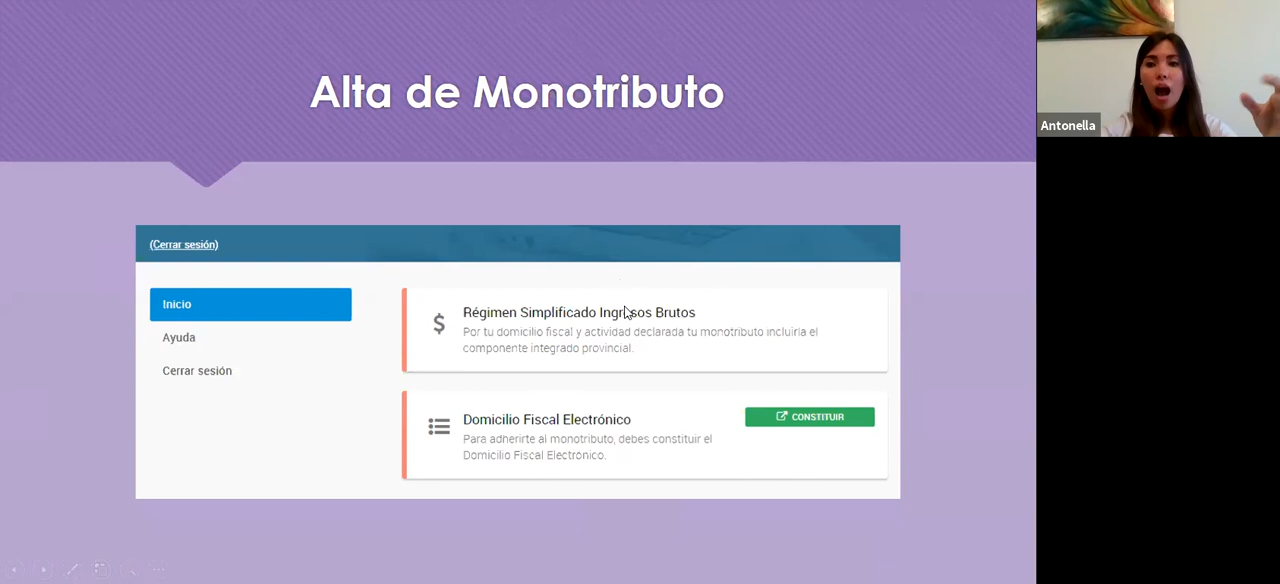 Alta de Monotributo
Antonella
(Cerrar sesión)
Inicio
Ayuda
Cerrar sesión
Régimen Simplificado Ingresos Brutos
Por tu domicilio fiscal y actividad declarada tu monotributo incluiría el
componente integrado provincial.
Domicilio Fiscal Electrónico
CONSTITUIR
Para adherirte al monotributo, debes constituir el
Domicilio Fiscal Electrónico.